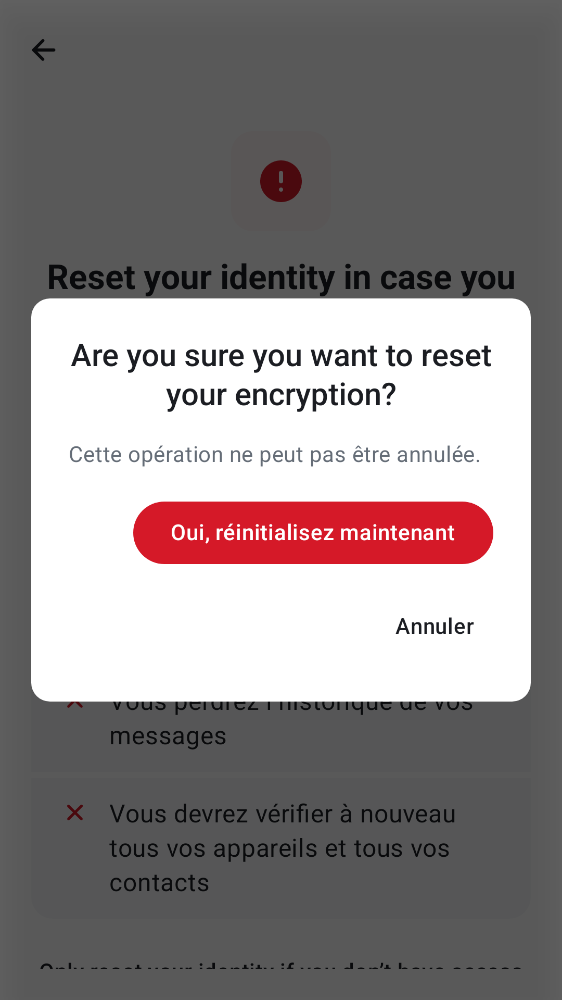 Reset your identity in case you
Are you sure you want to reset
your encryption?
Cette opération ne peut pas être annulée.
Oui, réinitialisez maintenant
Annuler
Vous perdrez l'historique de vos
messages
Vous devrez vérifier à nouveau
tous vos appareils et tous vos
contacts
Only reset your identity if you don't have access